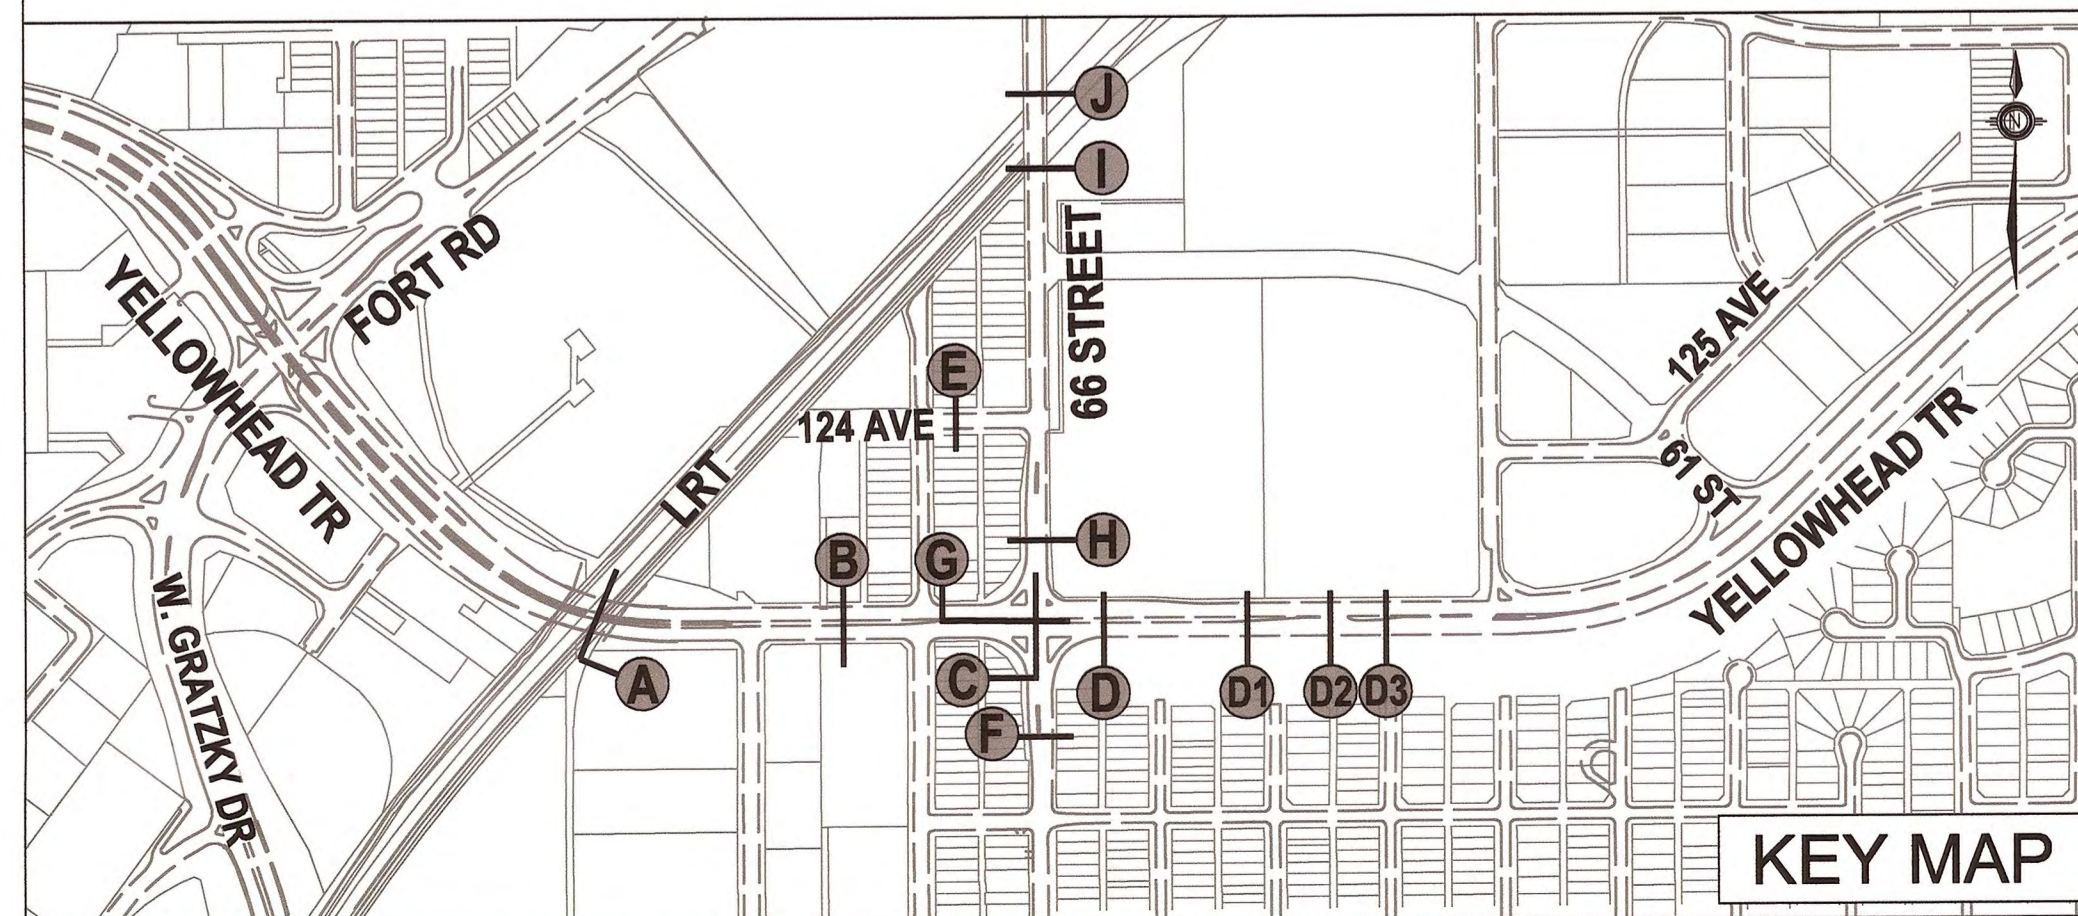 J
I
FORT RD
66 STREET
YELLOWHEAD TR
125 AVE
E
124 AVE
LRT
61 ST
YELLOWHEAD TR
B
G
H
W. GRATZKY DR
A
C
D
D1
D2
D3
F
N
KEY MAP